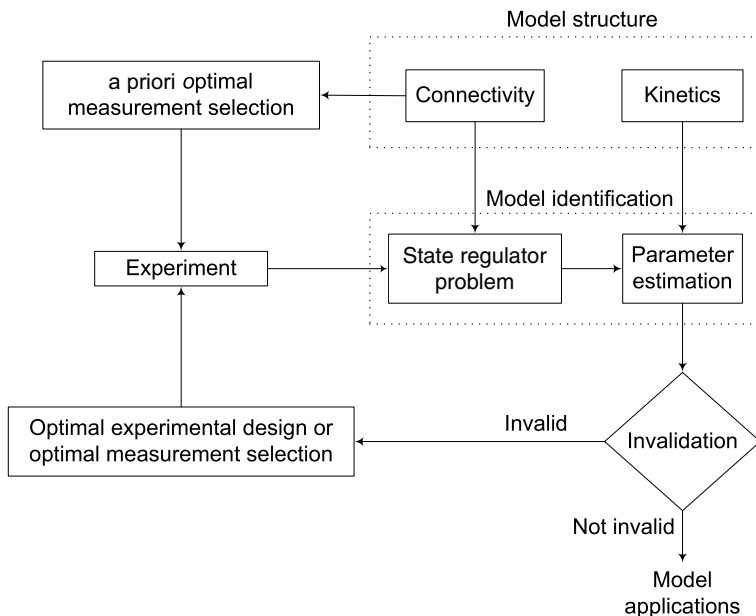 Model structure
a priori optimal
measurement selection
Connectivity
Kinetics
Model identification
Experiment
State regulator
problem
Parameter
estimation
Optimal experimental design or
optimal measurement selection
Invalid
Invalidation
Not invalid
Model
applications